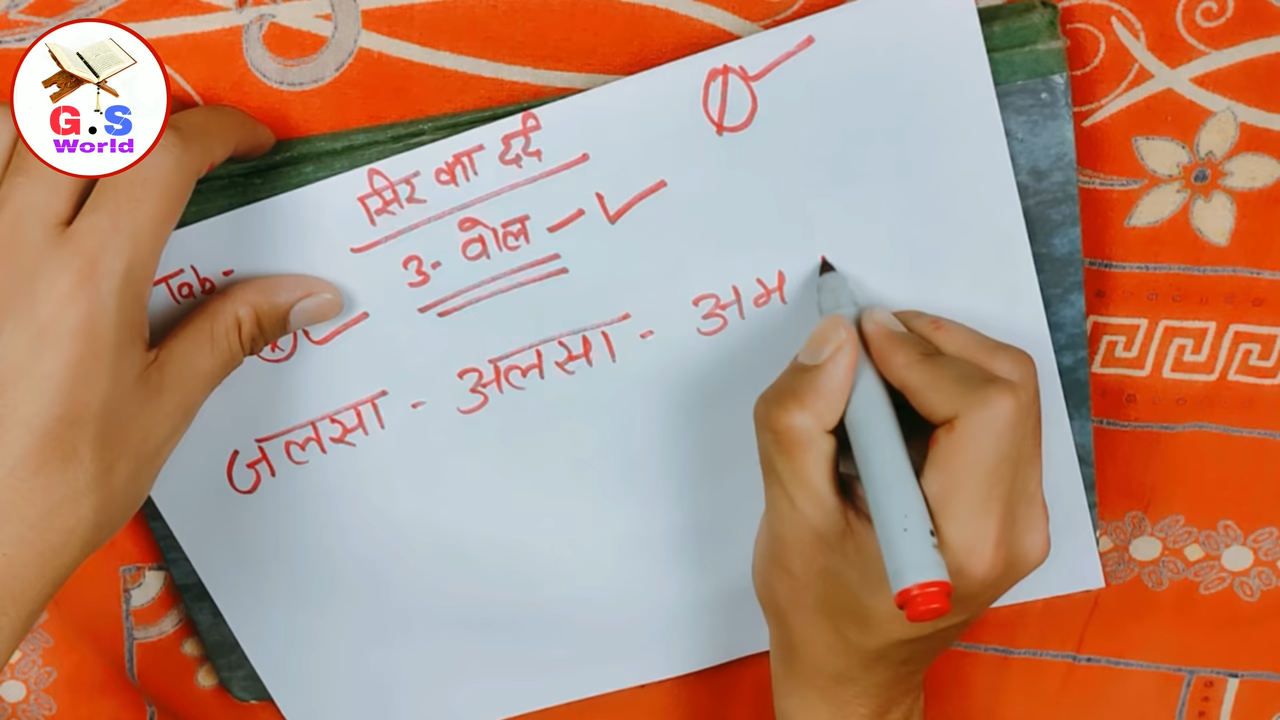 G.S
World
सिर का दर्द
3- वोल
Tab-
जलसा - अलसा - अम